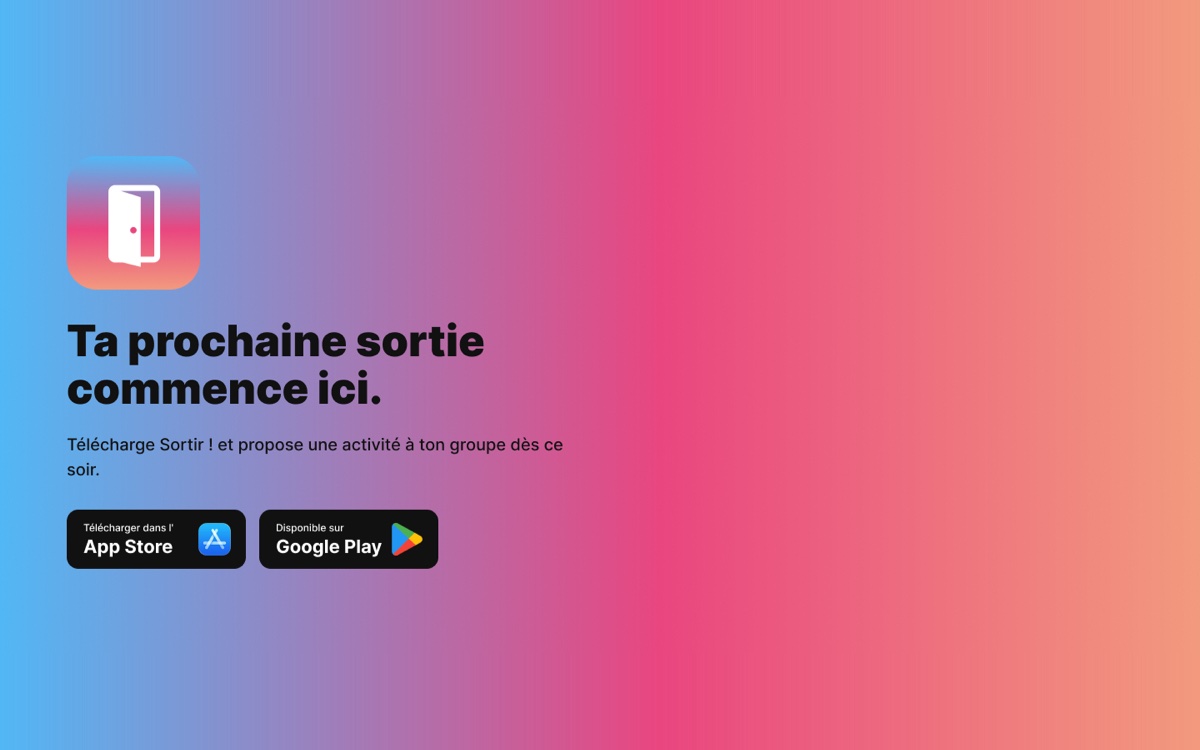 Ta prochaine sortie
commence ici.
Télécharge Sortir ! et propose une activité à ton groupe dès ce
soir.
Télécharger dans l'
App Store
Disponible sur
Google Play